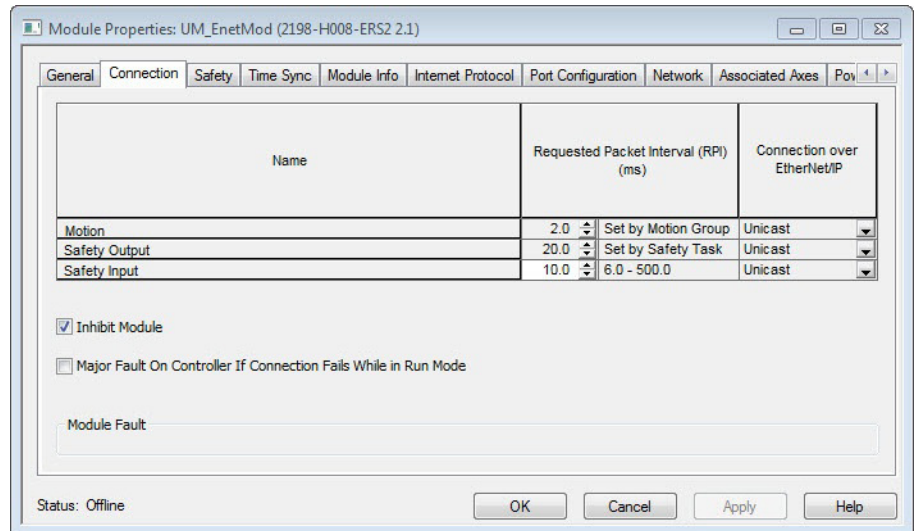 Module Properties: UM_EnetMod (2198-H008-ERS2 2.1)
General Connection Safety Time Sync Module Info Internet Protocol Port Configuration Network Associated Axes Pov
Name Requested Packet Interval (RPI) (ms) Connection over EtherNet/IP
Motion 2.0 Set by Motion Group Unicast
Safety Output 20.0 Set by Safety Task Unicast
Safety Input 10.0 6.0 - 500.0 Unicast
Inhibit Module
Major Fault On Controller If Connection Fails While in Run Mode
Module Fault
Status: Offline OK Cancel Apply Help